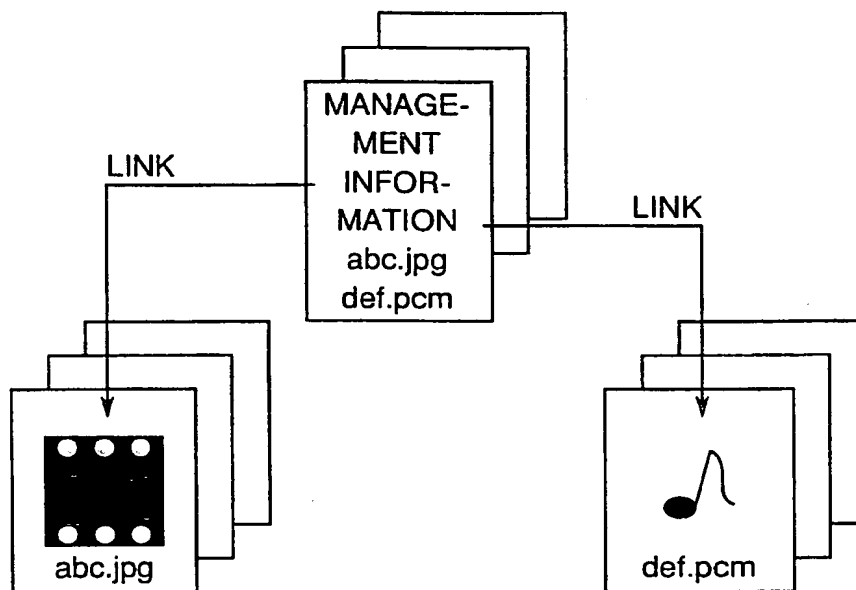 MANAGE-
MENT
INFOR-
MATION
abc.jpg
def.pcm
LINK
LINK
abc.jpg
def.pcm